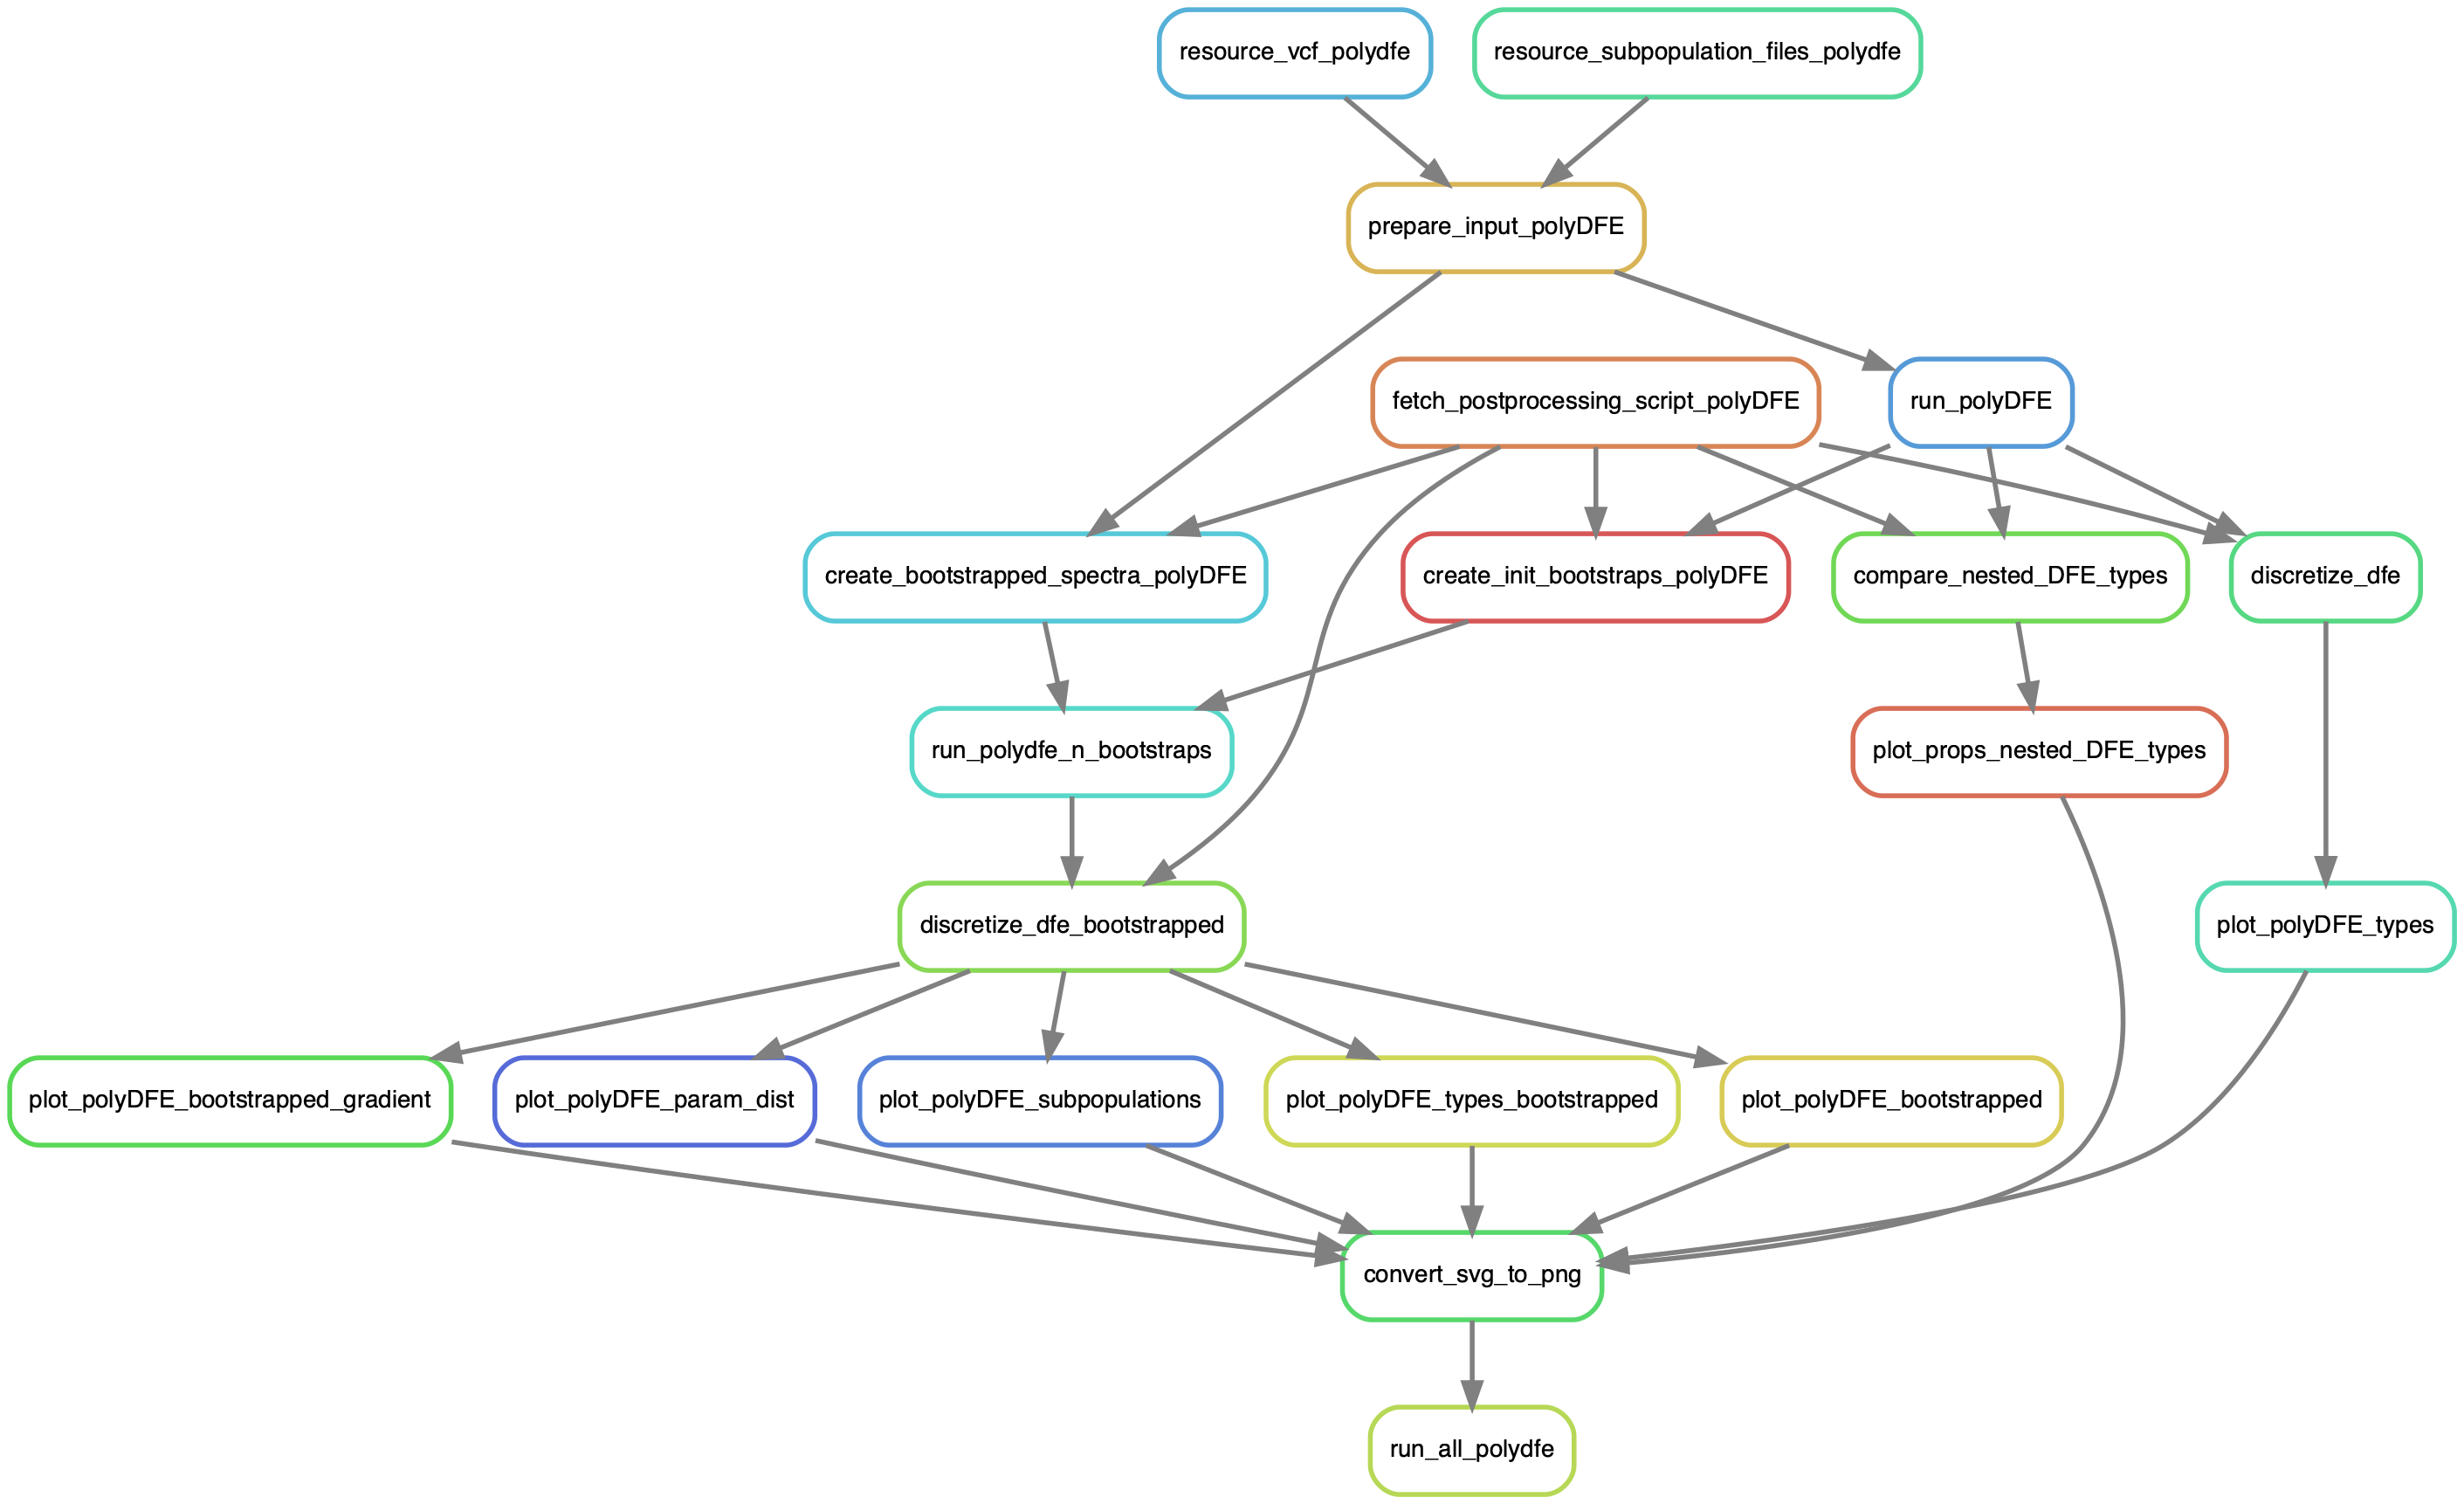 resource_vcf_polydfe
resource_subpopulation_files_polydfe
prepare_input_polyDFE
fetch_postprocessing_script_polyDFE
run_polyDFE
create_bootstrapped_spectra_polyDFE
create_init_bootstraps_polyDFE
compare_nested_DFE_types
discretize_dfe
run_polydfe_n_bootstraps
plot_props_nested_DFE_types
discretize_dfe_bootstrapped
plot_polyDFE_types
plot_polyDFE_bootstrapped_gradient
plot_polyDFE_param_dist
plot_polyDFE_subpopulations
plot_polyDFE_types_bootstrapped
plot_polyDFE_bootstrapped
convert_svg_to_png
run_all_polydfe